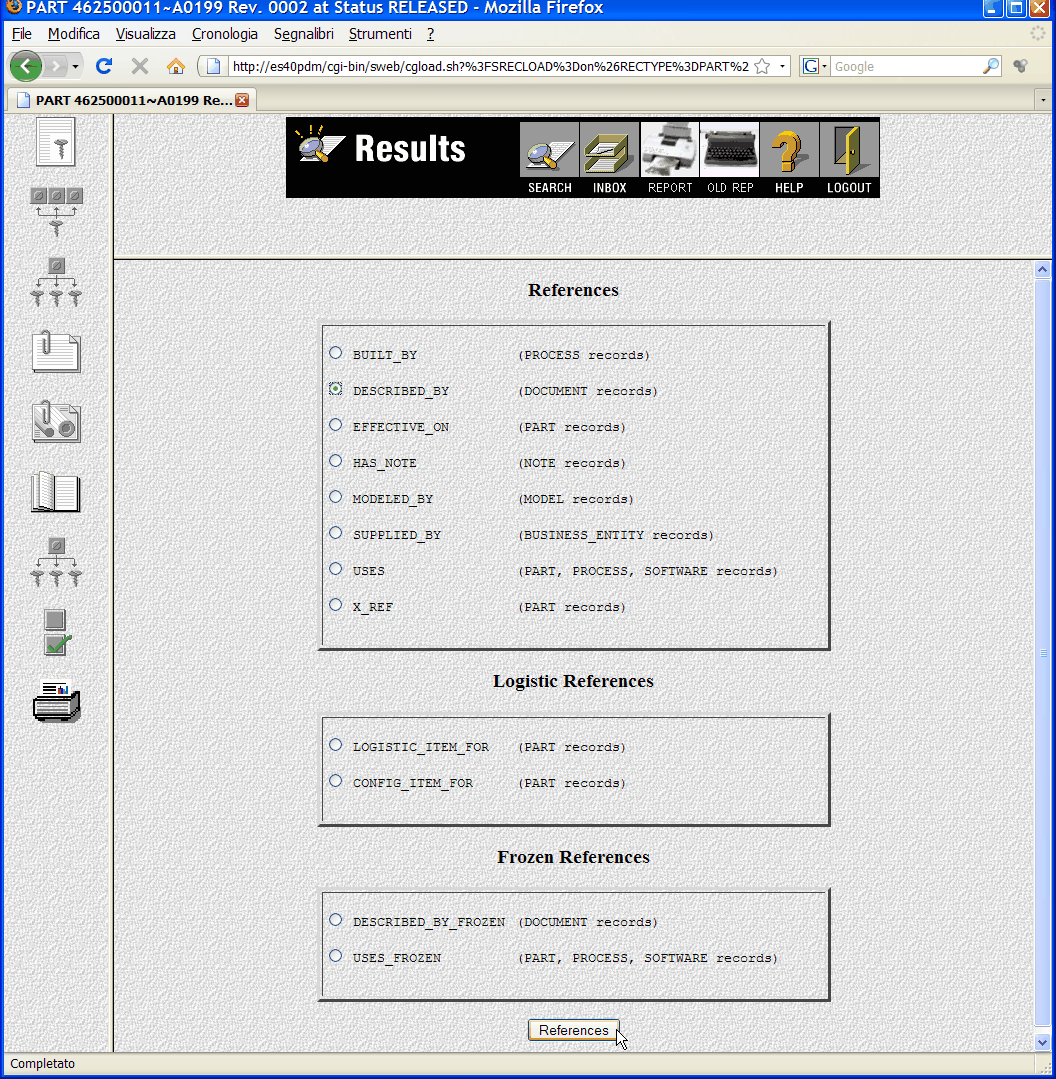 PART 462500011~A0199 Rev. 0002 at Status RELEASED - Mozilla Firefox
File Modifica Visualizza Cronologia Segnalibri Strumenti ?
http://es40pdm/cgi-bin/sweb/cgload.sh?%3FSRECLOAD%3Don%26RECTYPE%3DPART%2 G Google
PART 462500011~A0199 Re...
Results
SEARCH INBOX REPORT OLD REP HELP LOGOUT
References
BUILT_BY (PROCESS records)
DESCRIBED_BY (DOCUMENT records)
EFFECTIVE_ON (PART records)
HAS_NOTE (NOTE records)
MODELED_BY (MODEL records)
SUPPLIED_BY (BUSINESS_ENTITY records)
USES (PART, PROCESS, SOFTWARE records)
X_REF (PART records)
Logistic References
LOGISTIC_ITEM_FOR (PART records)
CONFIG_ITEM_FOR (PART records)
Frozen References
DESCRIBED_BY_FROZEN (DOCUMENT records)
USES_FROZEN (PART, PROCESS, SOFTWARE records)
References
Completato